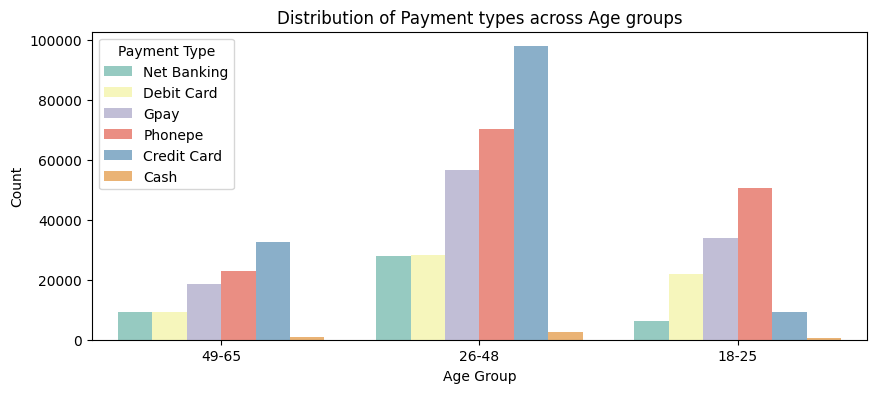 Distribution of Payment types across Age groups
100000
80000
60000
40000
20000
0
Count
Payment Type
Net Banking
Debit Card
Gpay
Phonepe
Credit Card
Cash
49-65
26-48
18-25
Age Group